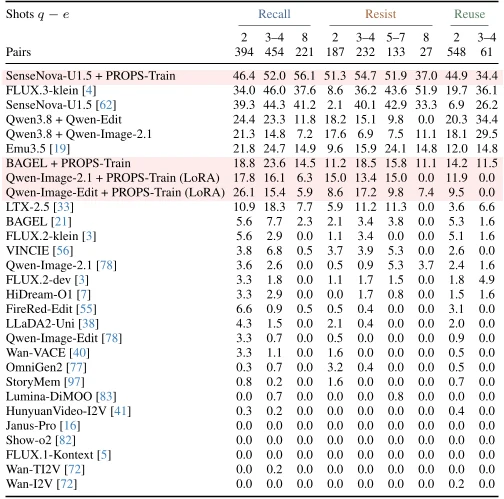 Shots q − e Recall Resist Reuse
2 3–4 8 2 3–4 5–7 8 2 3–4
Pairs 394 454 221 187 232 133 27 548 61
SenseNova-U1.5 + PROPS-Train 46.4 52.0 56.1 51.3 54.7 51.9 37.0 44.9 34.4
FLUX.3-klein [4] 34.0 46.0 37.6 8.6 36.2 43.6 51.9 19.7 36.1
SenseNova-U1.5 [62] 39.3 44.3 41.2 2.1 40.1 42.9 33.3 6.9 26.2
Qwen3.8 + Qwen-Edit 24.4 23.3 11.8 18.2 15.1 9.8 0.0 20.3 34.4
Qwen3.8 + Qwen-Image-2.1 21.3 14.8 7.2 17.6 6.9 7.5 11.1 18.1 29.5
Emu3.5 [19] 21.8 24.7 14.9 9.6 15.9 24.1 14.8 12.0 14.8
BAGEL + PROPS-Train 18.8 23.6 14.5 11.2 18.5 15.8 11.1 14.2 11.5
Qwen-Image-2.1 + PROPS-Train (LoRA) 17.8 16.1 6.3 15.0 13.4 15.0 0.0 11.9 0.0
Qwen-Image-Edit + PROPS-Train (LoRA) 26.1 15.4 5.9 8.6 17.2 9.8 7.4 9.5 0.0
LTX-2.5 [33] 10.9 18.3 7.7 5.9 11.2 11.3 0.0 3.6 6.6
BAGEL [21] 5.6 7.7 2.3 2.1 3.4 3.8 0.0 5.3 1.6
FLUX.2-klein [3] 5.6 2.9 0.0 1.1 3.4 0.0 0.0 5.1 1.6
VINCIE [56] 3.8 6.8 0.5 3.7 3.9 5.3 0.0 2.6 0.0
Qwen-Image-2.1 [78] 3.6 2.6 0.0 0.5 0.9 5.3 3.7 2.4 1.6
FLUX.2-dev [3] 3.3 1.8 0.0 1.1 1.7 1.5 0.0 1.8 4.9
HiDream-O1 [7] 3.3 2.9 0.0 0.0 1.7 0.8 0.0 1.5 1.6
FireRed-Edit [55] 6.6 0.9 0.5 0.5 0.4 0.0 0.0 3.1 0.0
LLaDA2-Uni [38] 4.3 1.5 0.0 2.1 0.4 0.0 0.0 2.0 0.0
Qwen-Image-Edit [78] 3.3 0.7 0.0 0.5 0.0 0.0 0.0 0.9 0.0
Wan-VACE [40] 3.3 1.1 0.0 1.6 0.0 0.0 0.0 0.5 0.0
OmniGen2 [77] 0.3 0.7 0.0 3.2 0.4 0.0 0.0 0.5 0.0
StoryMem [97] 0.8 0.2 0.0 1.6 0.0 0.0 0.0 0.7 0.0
Lumina-DiMOO [83] 0.0 0.7 0.0 0.0 0.0 0.8 0.0 0.0 0.0
HunyuanVideo-I2V [41] 0.3 0.2 0.0 0.0 0.0 0.0 0.0 0.4 0.0
Janus-Pro [16] 0.0 0.0 0.0 0.0 0.0 0.0 0.0 0.0 0.0
Show-o2 [82] 0.0 0.0 0.0 0.0 0.0 0.0 0.0 0.0 0.0
FLUX.1-Kontext [5] 0.0 0.0 0.0 0.0 0.0 0.0 0.0 0.0 0.0
Wan-TI2V [72] 0.0 0.2 0.0 0.0 0.0 0.0 0.0 0.0 0.0
Wan-I2V [72] 0.0 0.0 0.0 0.0 0.0 0.0 0.0 0.2 0.0